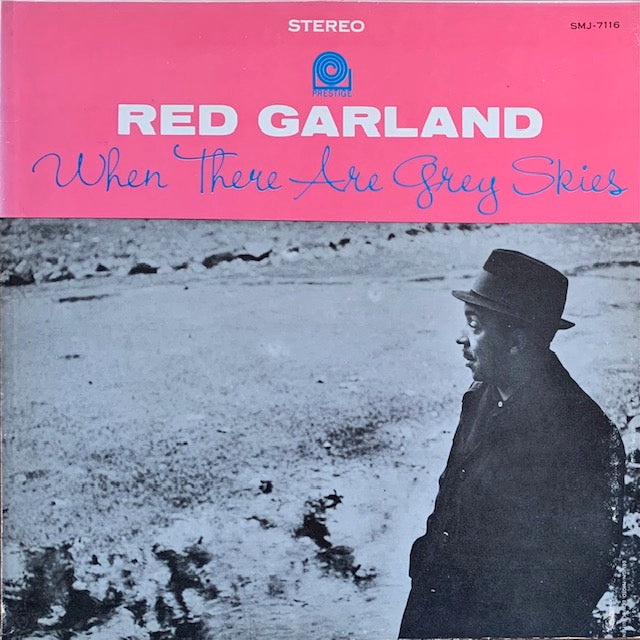 STEREO
SMJ-7116
PRESTIGE
RED GARLAND
When There Are Grey Skies